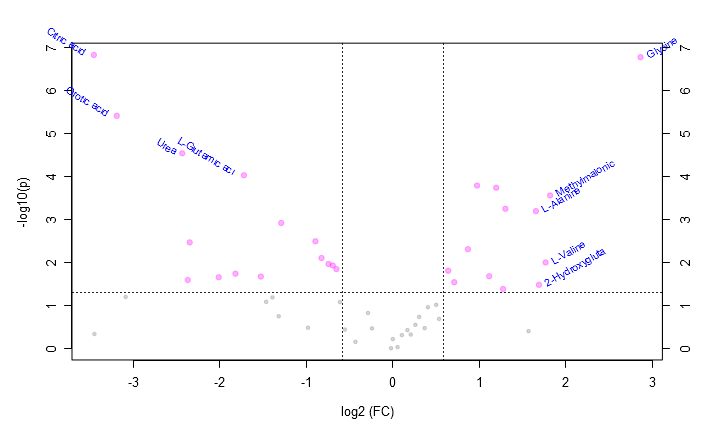 Citric acid
Glycine
Orotic acid
Urea
L-Glutamic aci
Methylmalonic
L-Alanine
L-Valine
2-Hydroxygluta
7
6
5
4
3
2
1
0
7
6
5
4
3
2
1
0
-log10(p)
-3
-2
-1
0
1
2
3
log2 (FC)